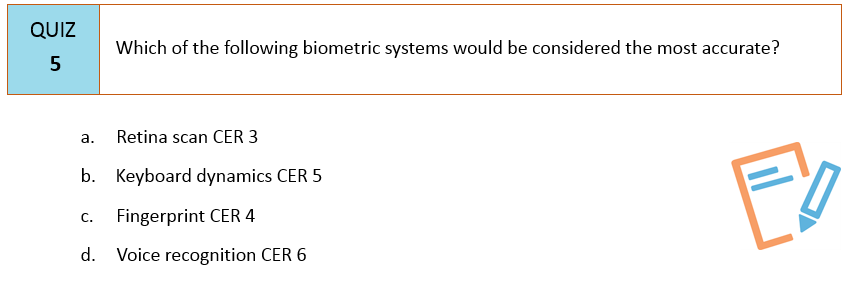 QUIZ
5
Which of the following biometric systems would be considered the most accurate?
a. Retina scan CER 3
b. Keyboard dynamics CER 5
c. Fingerprint CER 4
d. Voice recognition CER 6